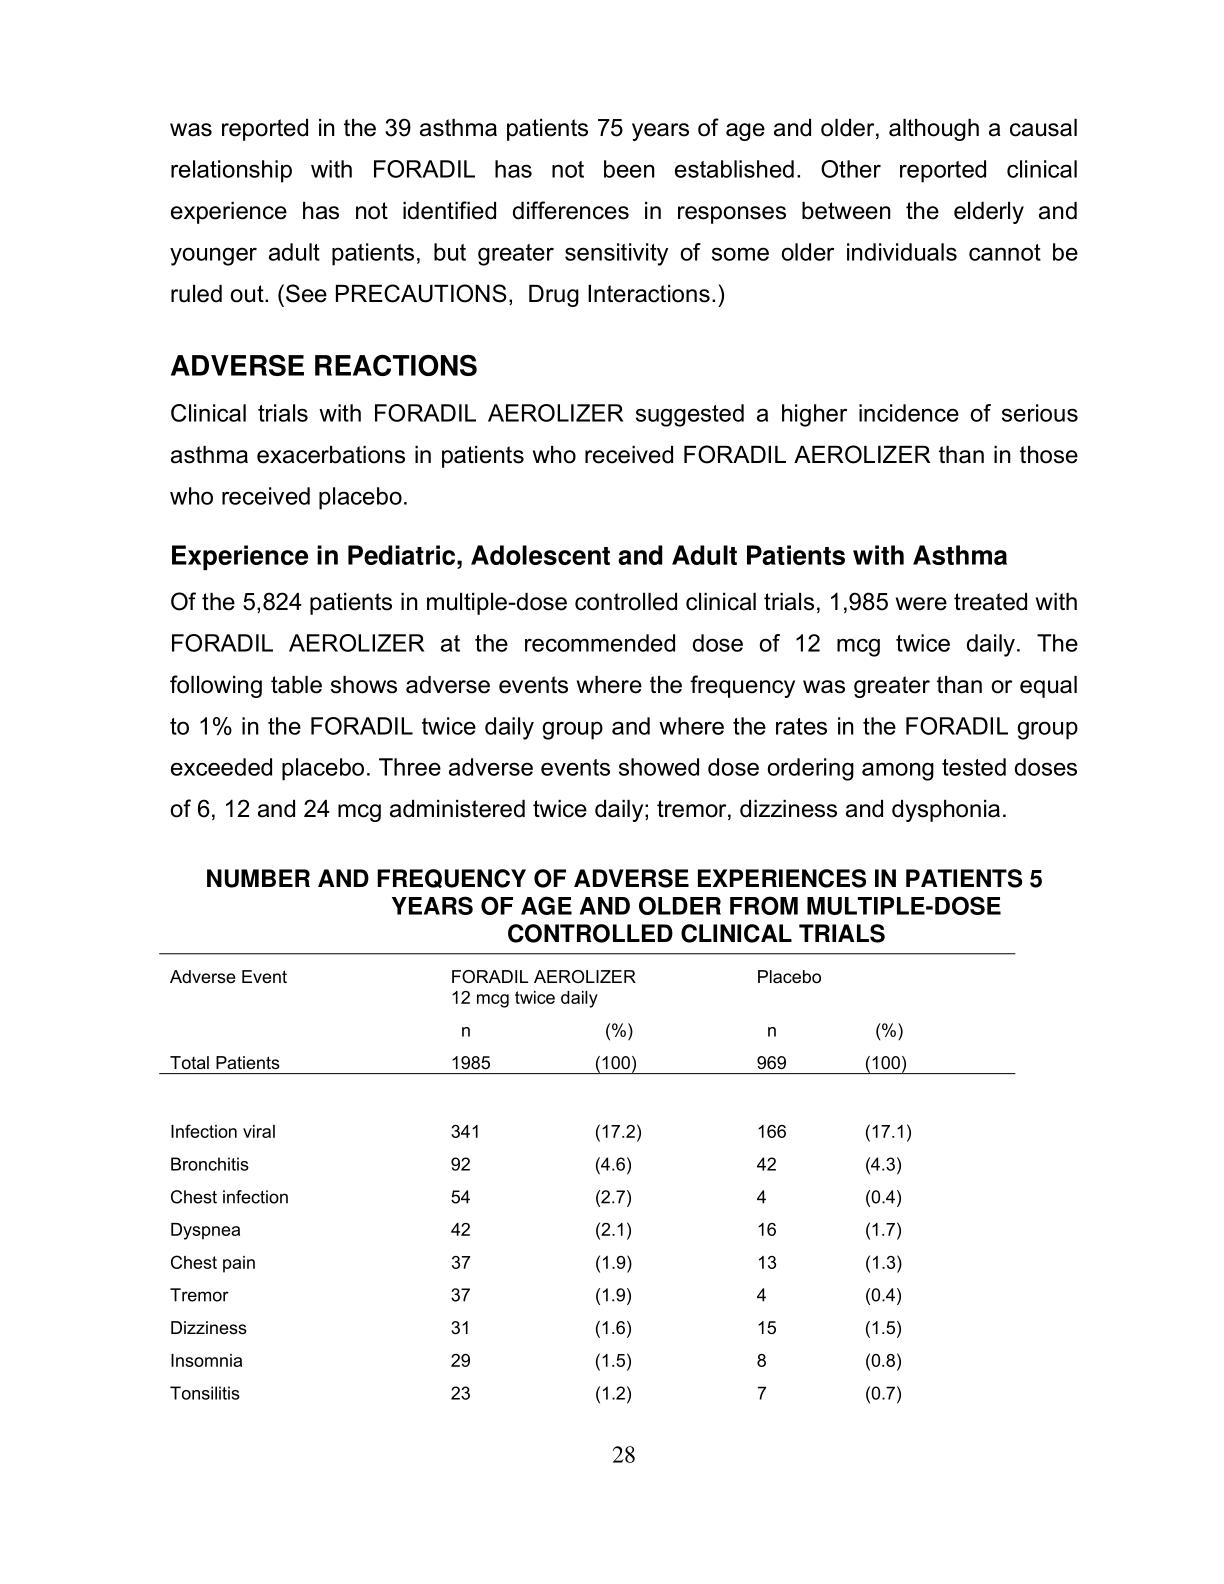 was reported in the 39 asthma patients 75 years of age and older, although a causal
relationship with FORADIL has not been established. Other reported clinical
experience has not identified differences in responses between the elderly and
younger adult patients, but greater sensitivity of some older individuals cannot be
ruled out. (See PRECAUTIONS,  Drug Interactions.)
ADVERSE REACTIONS
Clinical trials with FORADIL AEROLIZER suggested a higher incidence of serious
asthma exacerbations in patients who received FORADIL AEROLIZER than in those
who received placebo.
Experience in Pediatric, Adolescent and Adult Patients with Asthma
Of the 5,824 patients in multiple-dose controlled clinical trials, 1,985 were treated with
FORADIL AEROLIZER at the recommended dose of 12 mcg twice daily. The
following table shows adverse events where the frequency was greater than or equal
to 1% in the FORADIL twice daily group and where the rates in the FORADIL group
exceeded placebo. Three adverse events showed dose ordering among tested doses
of 6, 12 and 24 mcg administered twice daily; tremor, dizziness and dysphonia.
NUMBER AND FREQUENCY OF ADVERSE EXPERIENCES IN PATIENTS 5
YEARS OF AGE AND OLDER FROM MULTIPLE-DOSE
CONTROLLED CLINICAL TRIALS
Adverse Event FORADIL AEROLIZER Placebo
12 mcg twice daily
n (%) n (%)
Total Patients 1985 (100) 969 (100)
Infection viral 341 (17.2) 166 (17.1)
Bronchitis 92 (4.6) 42 (4.3)
Chest infection 54 (2.7) 4 (0.4)
Dyspnea 42 (2.1) 16 (1.7)
Chest pain 37 (1.9) 13 (1.3)
Tremor 37 (1.9) 4 (0.4)
Dizziness 31 (1.6) 15 (1.5)
Insomnia 29 (1.5) 8 (0.8)
Tonsilitis 23 (1.2) 7 (0.7)
28